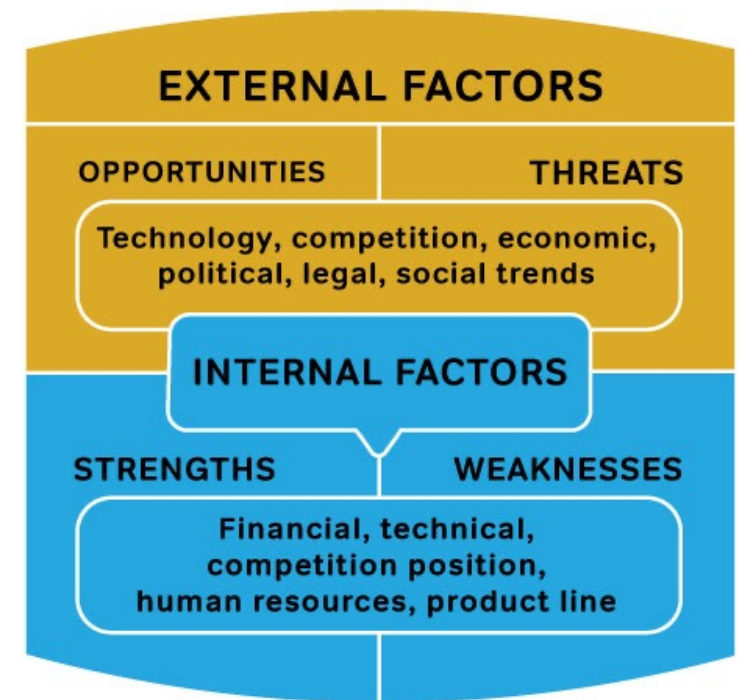 EXTERNAL FACTORS
OPPORTUNITIES
THREATS
Technology, competition, economic,
political, legal, social trends
INTERNAL FACTORS
STRENGTHS
WEAKNESSES
Financial, technical,
competition position,
human resources, product line